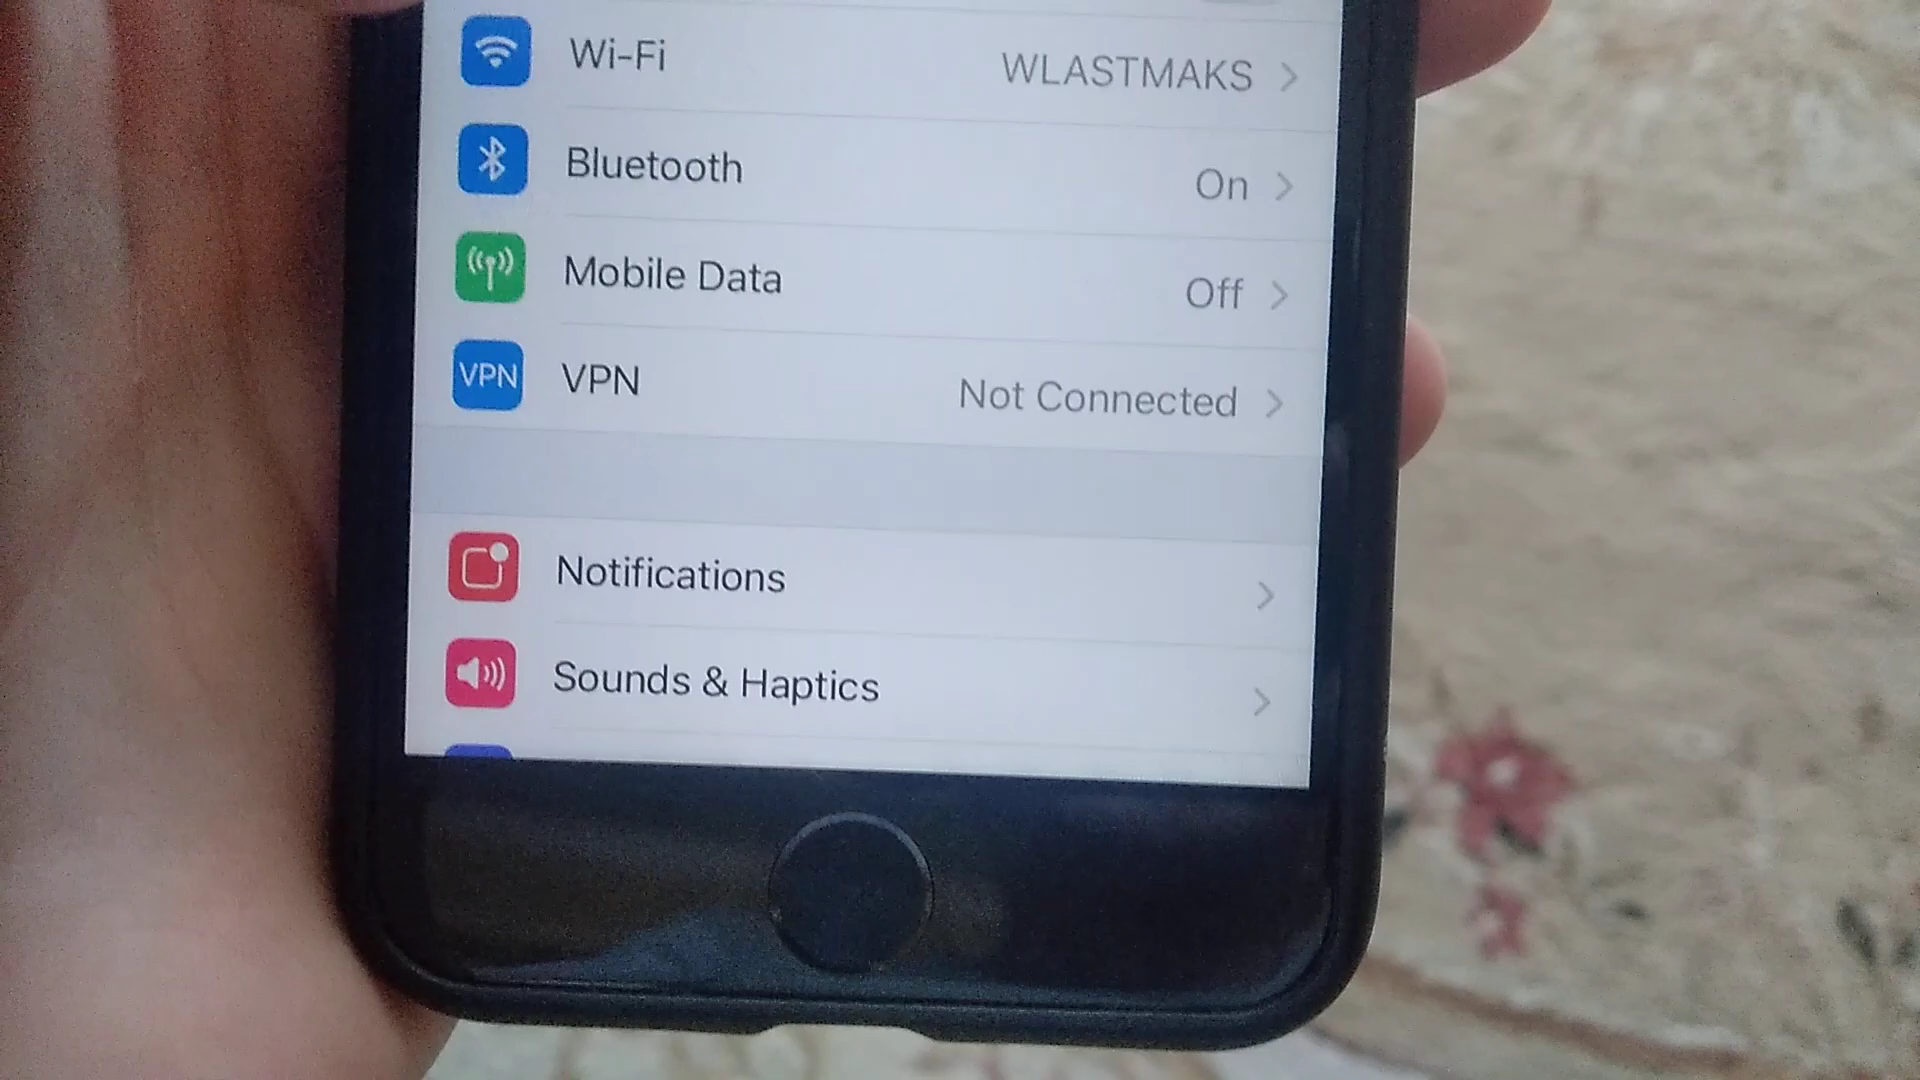 Wi-Fi WLASTMAKS
Bluetooth On
Mobile Data Off
VPN VPN Not Connected
Notifications
Sounds & Haptics